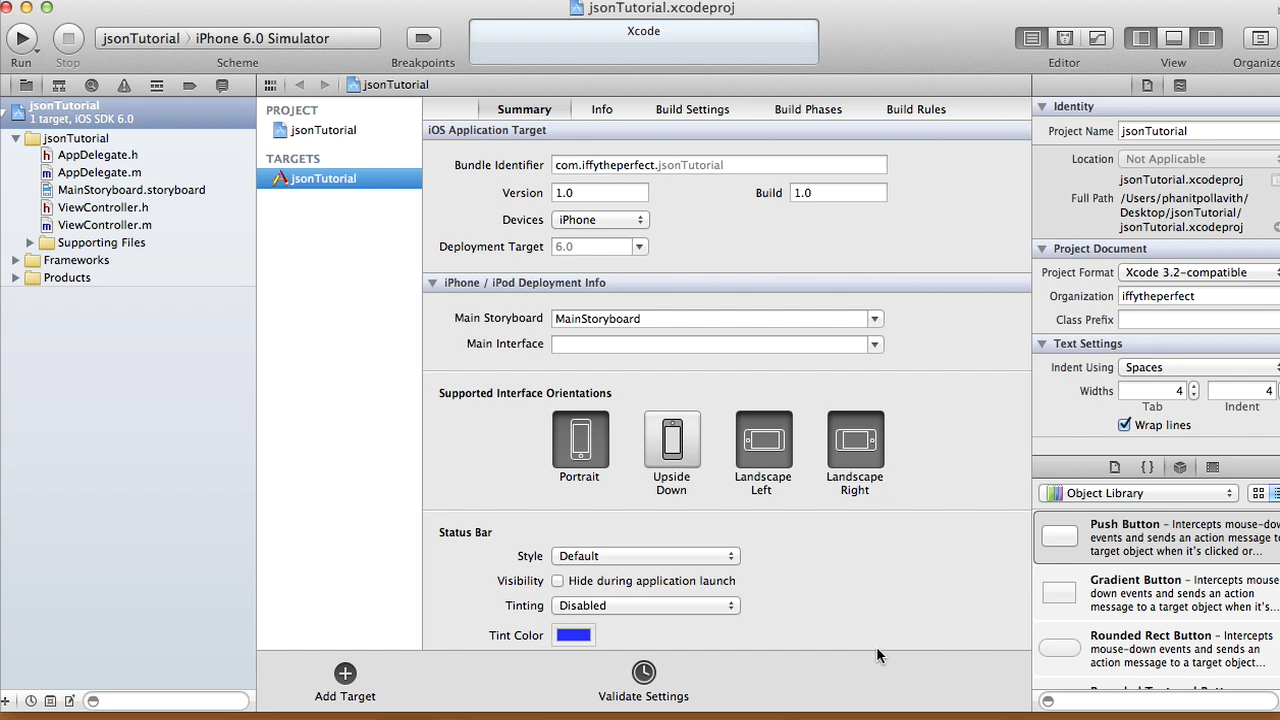 jsonTutorial.xcodeproj
jsonTutorial 〉 iPhone 6.0 Simulator
Xcode
Run
Stop
Scheme
Breakpoints
Editor
View
Organize
jsonTutorial
1 target, iOS SDK 6.0
jsonTutorial
AppDelegate.h
AppDelegate.m
MainStoryboard.storyboard
ViewController.h
ViewController.m
Supporting Files
Frameworks
Products
jsonTutorial
PROJECT
jsonTutorial
TARGETS
jsonTutorial
Summary
Info
Build Settings
Build Phases
Build Rules
iOS Application Target
Bundle Identifier
com.iffytheperfect.jsonTutorial
Version
1.0
Build
1.0
Devices
iPhone
Deployment Target
6.0
iPhone / iPod Deployment Info
Main Storyboard
MainStoryboard
Main Interface
Supported Interface Orientations
Portrait
Upside
Down
Landscape
Left
Landscape
Right
Status Bar
Style
Default
Visibility
Hide during application launch
Tinting
Disabled
Tint Color
Add Target
Validate Settings
Identity
Project Name
jsonTutorial
Location
Not Applicable
jsonTutorial.xcodeproj
Full Path
/Users/phanitpollavith/
Desktop/jsonTutorial/
jsonTutorial.xcodeproj
Project Document
Project Format
Xcode 3.2-compatible
Organization
iffytheperfect
Class Prefix
Text Settings
Indent Using
Spaces
Widths
4
4
Tab
Indent
Wrap lines
Object Library
Push Button – Intercepts mouse-dow
events and sends an action message to
target object when it's clicked or...
Gradient Button – Intercepts mouse
down events and sends an action
message to a target object when it's...
Rounded Rect Button – Intercepts
mouse-down events and sends an
action message to a target object...